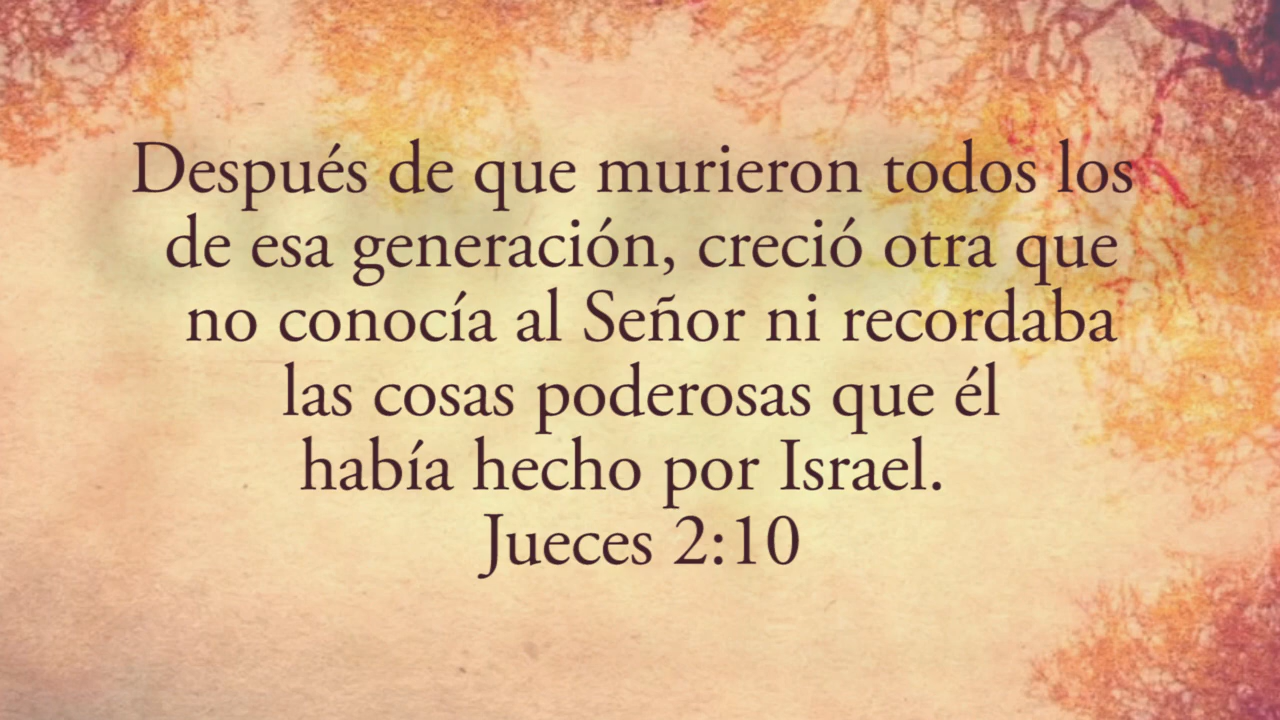 Después de que murieron todos los
de esa generación, creció otra que
no conocía al Señor ni recordaba
las cosas poderosas que él
había hecho por Israel.
Jueces 2:10